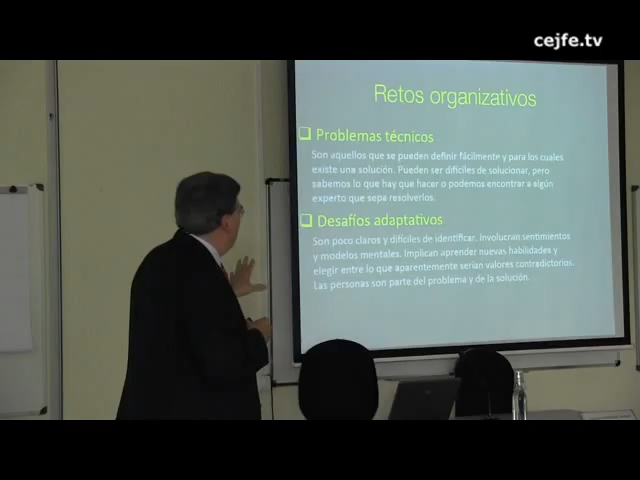 cejfe.tv
Retos organizativos
Problemas técnicos
Son aquellos que se pueden definir fácilmente y para los cuales
existe una solución. Pueden ser difíciles de solucionar, pero
sabemos lo que hay que hacer o podemos encontrar a algún
experto que sepa resolverlos.
Desafíos adaptativos
Son poco claros y difíciles de identificar. Involucran sentimientos
y modelos mentales. Implican aprender nuevas habilidades y
elegir entre lo que aparentemente serían valores contradictorios.
Las personas son parte del problema y de la solución.